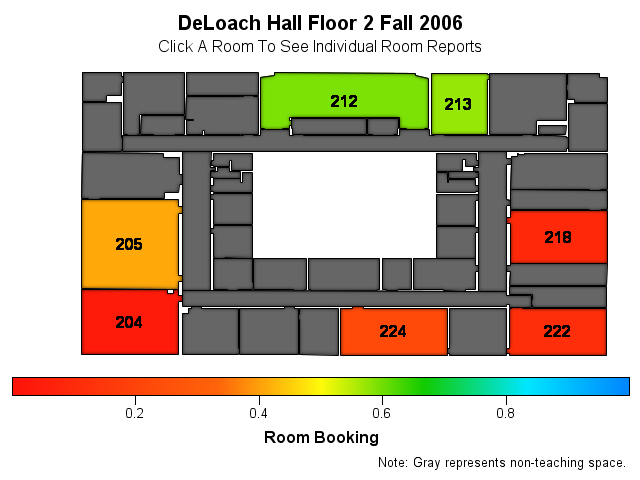 DeLoach Hall Floor 2 Fall 2006
Click A Room To See Individual Room Reports
212
213
205
218
204
224
222
0.2 0.4 0.6 0.8
Room Booking
Note: Gray represents non-teaching space.